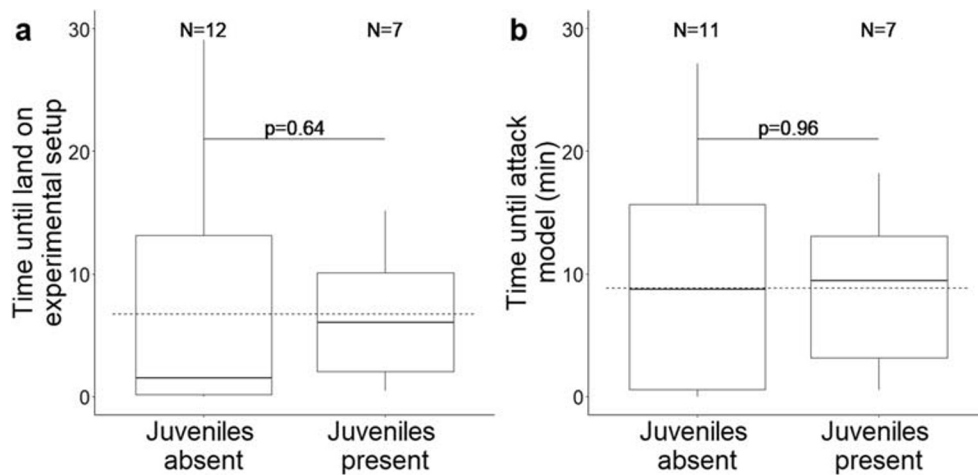 a
Time until land on
experimental setup
30
20
10
0
N=12
N=7
p=0.64
Juveniles
absent
Juveniles
present
b
Time until attack
model (min)
30
20
10
0
N=11
N=7
p=0.96
Juveniles
absent
Juveniles
present